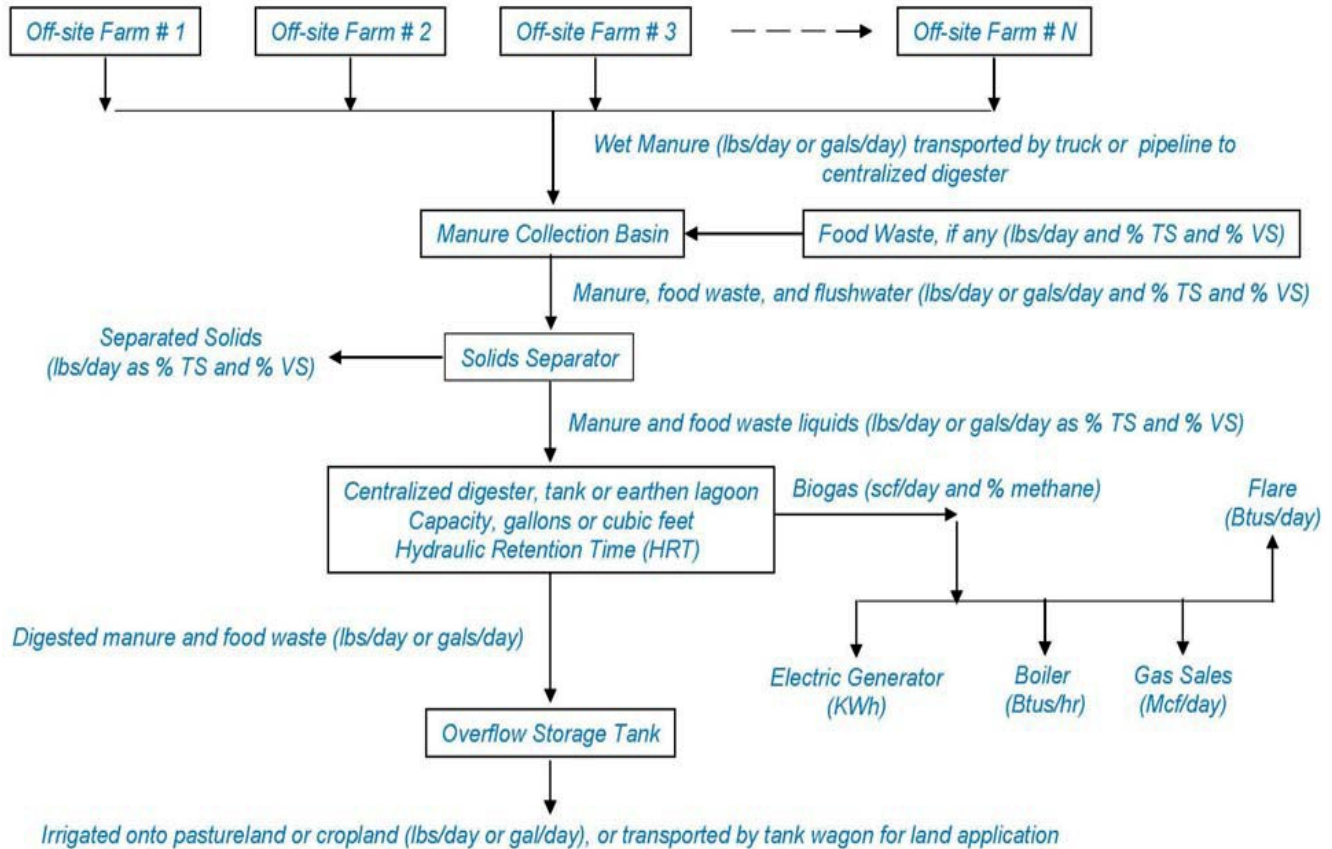 Off-site Farm # 1
Off-site Farm # 2
Off-site Farm # 3
Off-site Farm # N
Wet Manure (lbs/day or gals/day) transported by truck or pipeline to
centralized digester
Manure Collection Basin
Food Waste, if any (lbs/day and % TS and % VS)
Manure, food waste, and flushwater (lbs/day or gals/day and % TS and % VS)
Separated Solids
(lbs/day as % TS and % VS)
Solids Separator
Manure and food waste liquids (lbs/day or gals/day as % TS and % VS)
Centralized digester, tank or earthen lagoon
Capacity, gallons or cubic feet
Hydraulic Retention Time (HRT)
Biogas (scf/day and % methane)
Flare
(Btus/day)
Digested manure and food waste (lbs/day or gals/day)
Electric Generator
(KWh)
Boiler
(Btus/hr)
Gas Sales
(Mcf/day)
Overflow Storage Tank
Irrigated onto pastureland or cropland (lbs/day or gal/day), or transported by tank wagon for land application